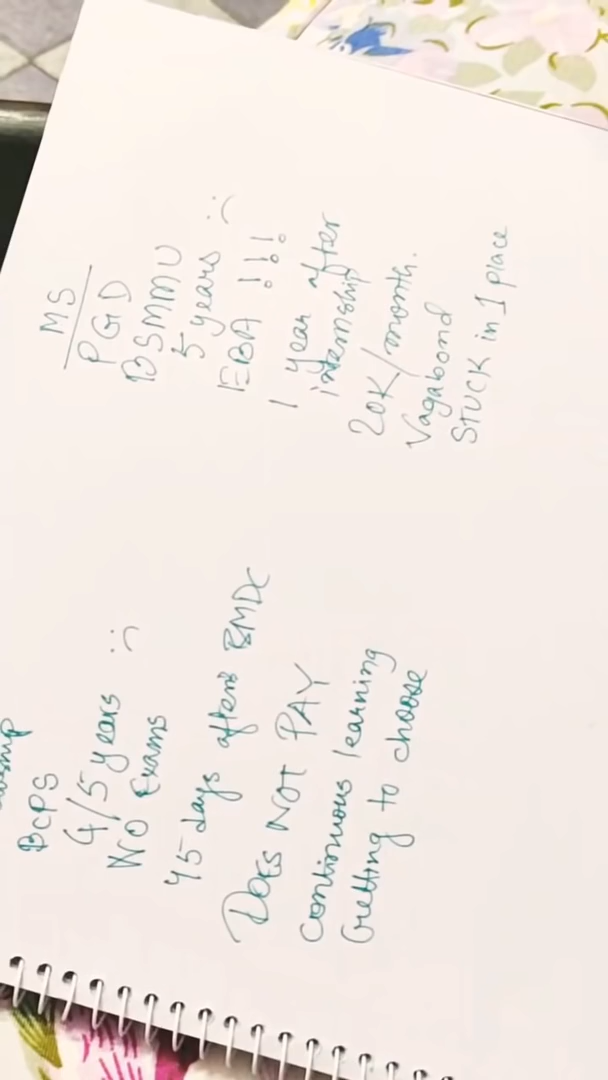 BCPS
4/5 years :(
NO Exams
45 days after BMDC
Does NOT PAY
continuous learning
Getting to choose
MS
PGD
BSMMU
5 years :(
EBA !!!
1 year after
internship
20K/month.
Vagabond
STUCK in 1 place